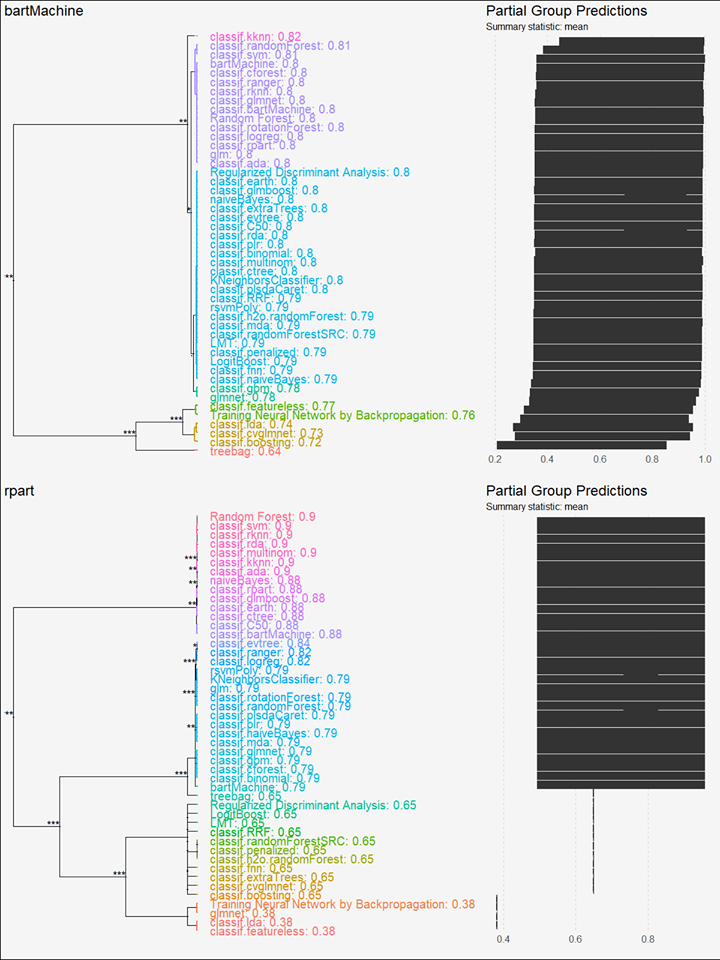 bartMachine
Partial Group Predictions
Summary statistic: mean
classif.kknn: 0.82
classif.randomForest: 0.81
classif.svm: 0.81
bartMachine: 0.8
classif.cforest: 0.8
classif.ranger: 0.8
classif.rknn: 0.8
classif.glmnet: 0.8
classif.bartMachine: 0.8
Random Forest: 0.8
classif.rotationForest: 0.8
classif.logreg: 0.8
classif.rpart: 0.8
glm: 0.8
classif.ada: 0.8
Regularized Discriminant Analysis: 0.8
classif.earth: 0.8
classif.glmboost: 0.8
naiveBayes: 0.8
classif.extraTrees: 0.8
classif.evtree: 0.8
classif.C50: 0.8
classif.rda: 0.8
classif.plr: 0.8
classif.binomial: 0.8
classif.multinom: 0.8
classif.ctree: 0.8
KNeighborsClassifier: 0.8
classif.plsdaCaret: 0.8
classif.RRF: 0.79
rsvmPoly: 0.79
classif.h2o.randomForest: 0.79
classif.mda: 0.79
classif.randomForestSRC: 0.79
LMT: 0.79
classif.penalized: 0.79
LogitBoost: 0.79
classif.fnn: 0.79
classif.naiveBayes: 0.79
classif.gbm: 0.78
glmnet: 0.78
classif.featureless: 0.77
Training Neural Network by Backpropagation: 0.76
classif.lda: 0.74
classif.cvglmnet: 0.73
classif.boosting: 0.72
treebag: 0.64
** ** * *** ***
0.2 0.4 0.6 0.8 1.0
rpart
Partial Group Predictions
Summary statistic: mean
Random Forest: 0.9
classif.svm: 0.9
classif.rknn: 0.9
classif.rda: 0.9
classif.multinom: 0.9
classif.kknn: 0.9
classif.ada: 0.9
naiveBayes: 0.88
classif.rpart: 0.88
classif.glmboost: 0.88
classif.earth: 0.88
classif.ctree: 0.88
classif.C50: 0.88
classif.bartMachine: 0.88
classif.evtree: 0.84
classif.ranger: 0.82
classif.logreg: 0.82
rsvmPoly: 0.79
KNeighborsClassifier: 0.79
glm: 0.79
classif.rotationForest: 0.79
classif.randomForest: 0.79
classif.plsdaCaret: 0.79
classif.plr: 0.79
classif.naiveBayes: 0.79
classif.mda: 0.79
classif.glmnet: 0.79
classif.gbm: 0.79
classif.cforest: 0.79
classif.binomial: 0.79
bartMachine: 0.79
treebag: 0.65
Regularized Discriminant Analysis: 0.65
LogitBoost: 0.65
LMT: 0.65
classif.RRF: 0.65
classif.randomForestSRC: 0.65
classif.penalized: 0.65
classif.h2o.randomForest: 0.65
classif.fnn: 0.65
classif.extraTrees: 0.65
classif.cvglmnet: 0.65
classif.boosting: 0.65
Training Neural Network by Backpropagation: 0.38
glmnet: 0.38
classif.lda: 0.38
classif.featureless: 0.38
*** ** ** ** * *** *** ** ** *** *** ***
0.4 0.6 0.8